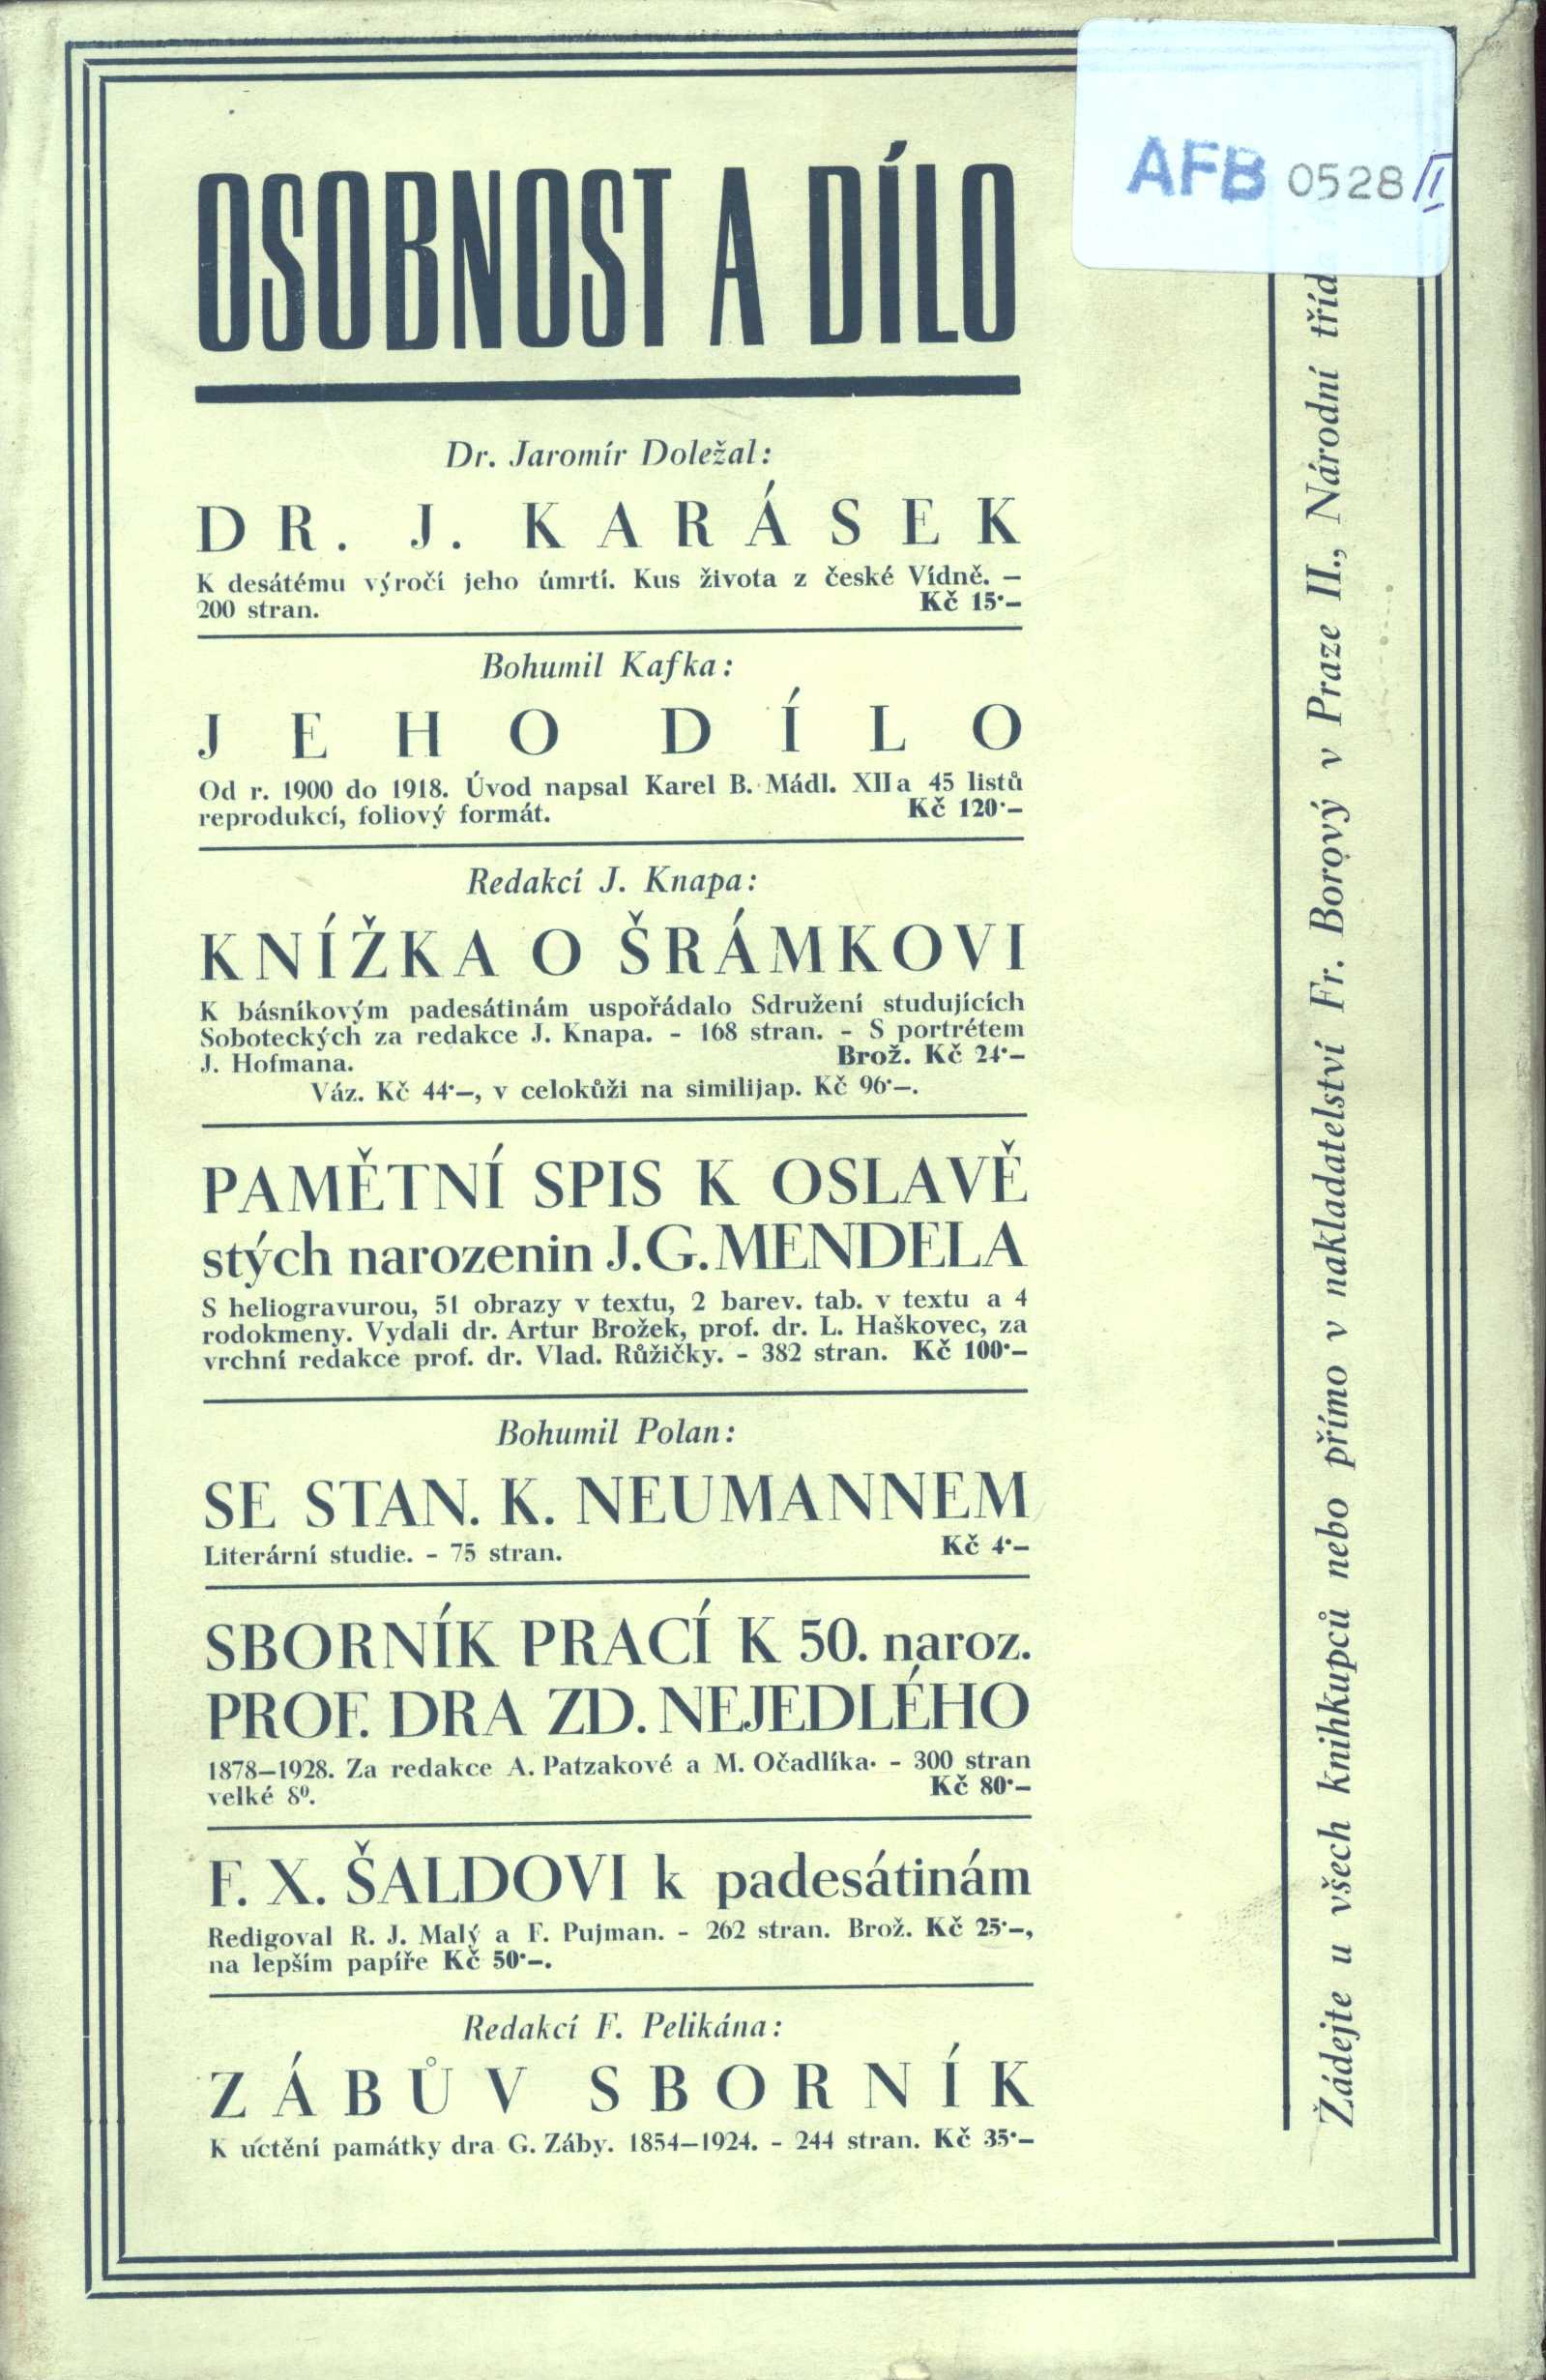 OSOBNOST A DÍLO
Dr. Jaromír Doležal:
DR. J. KARÁSEK
K desátému výročí jeho úmrtí. Kus života z české Vídně. –
200 stran. Kč 15·–
Bohumil Kafka:
JEHO DÍLO
Od r. 1900 do 1918. Úvod napsal Karel B. Mádl. XII a 45 listů
reprodukcí, foliový formát. Kč 120·–
Redakcí J. Knapa:
KNÍŽKA O ŠRÁMKOVI
K básníkovým padesátinám uspořádalo Sdružení studujících
Soboteckých za redakce J. Knapa. – 168 stran. – S portrétem
J. Hofmana. Brož. Kč 24·–
Váz. Kč 44·–, v celokůži na similijap. Kč 96·–.
PAMĚTNÍ SPIS K OSLAVĚ
stých narozenin J. G. MENDELA
S heliogravurou, 51 obrazy v textu, 2 barev. tab. v textu a 4
rodokmeny. Vydali dr. Artur Brožek, prof. dr. L. Haškovec, za
vrchní redakce prof. dr. Vlad. Růžičky. – 382 stran. Kč 100·–
Bohumil Polan:
SE STAN. K. NEUMANNEM
Literární studie. – 75 stran. Kč 4·–
SBORNÍK PRACÍ K 50. naroz.
PROF. DRA ZD. NEJEDLÉHO
1878–1928. Za redakce A. Patzakové a M. Očadlíka· – 300 stran
velké 8⁰. Kč 80·–
F. X. ŠALDOVI k padesátinám
Redigoval R. J. Malý a F. Pujman. – 262 stran. Brož. Kč 25·–,
na lepším papíře Kč 50·–.
Redakcí F. Pelikána:
ZÁBŮV SBORNÍK
K uctění památky dra G. Záby. 1854–1924. – 244 stran. Kč 35·–
AFB 0528/II
Žádejte u všech knihkupců nebo přímo v nakladatelství Fr. Borový v Praze II., Národní tříd